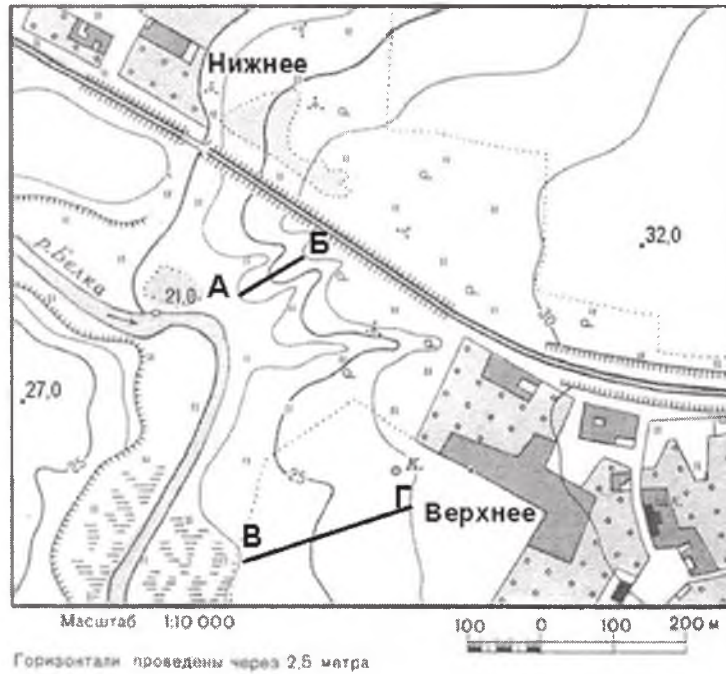 Нижнее
32,0
р. Белка
А
Б
21,0
30
27,0
25
25
К.
В
Г
Верхнее
Масштаб 1:10 000
100 0 100 200 м
Горизонтали проведены через 2,5 метра